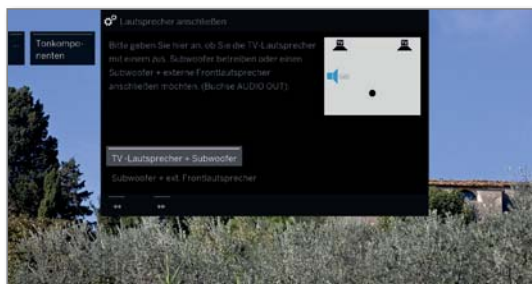 Lautsprecher anschließen
Tonkompo-
nenten
Bitte geben Sie hier an, ob Sie die TV-Lautsprecher
mit einem zus. Subwoofer betreiben oder einen
Subwoofer + externe Frontlautsprecher
anschließen möchten. (Buchse AUDIO OUT):
TV -Lautsprecher + Subwoofer
Subwoofer + ext. Frontlautsprecher